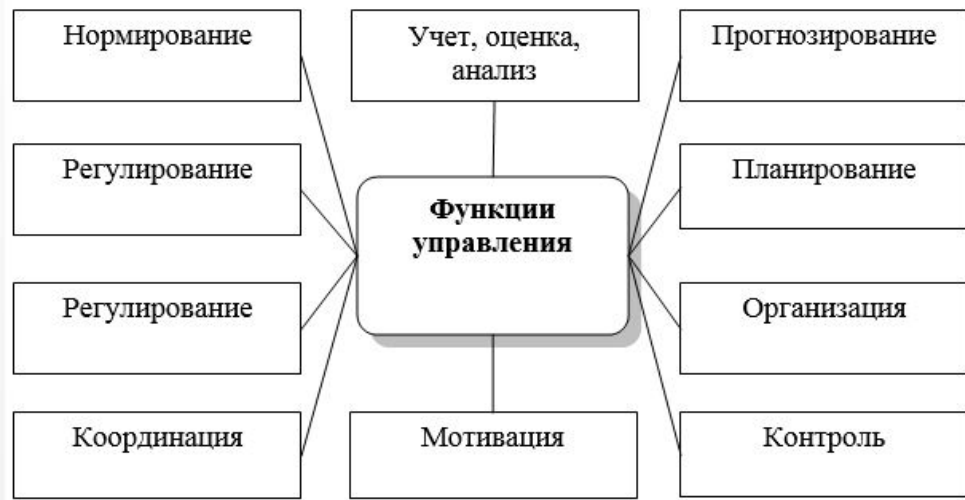 Нормирование
Учет, оценка,
анализ
Прогнозирование
Регулирование
Функции
управления
Планирование
Регулирование
Организация
Координация
Мотивация
Контроль